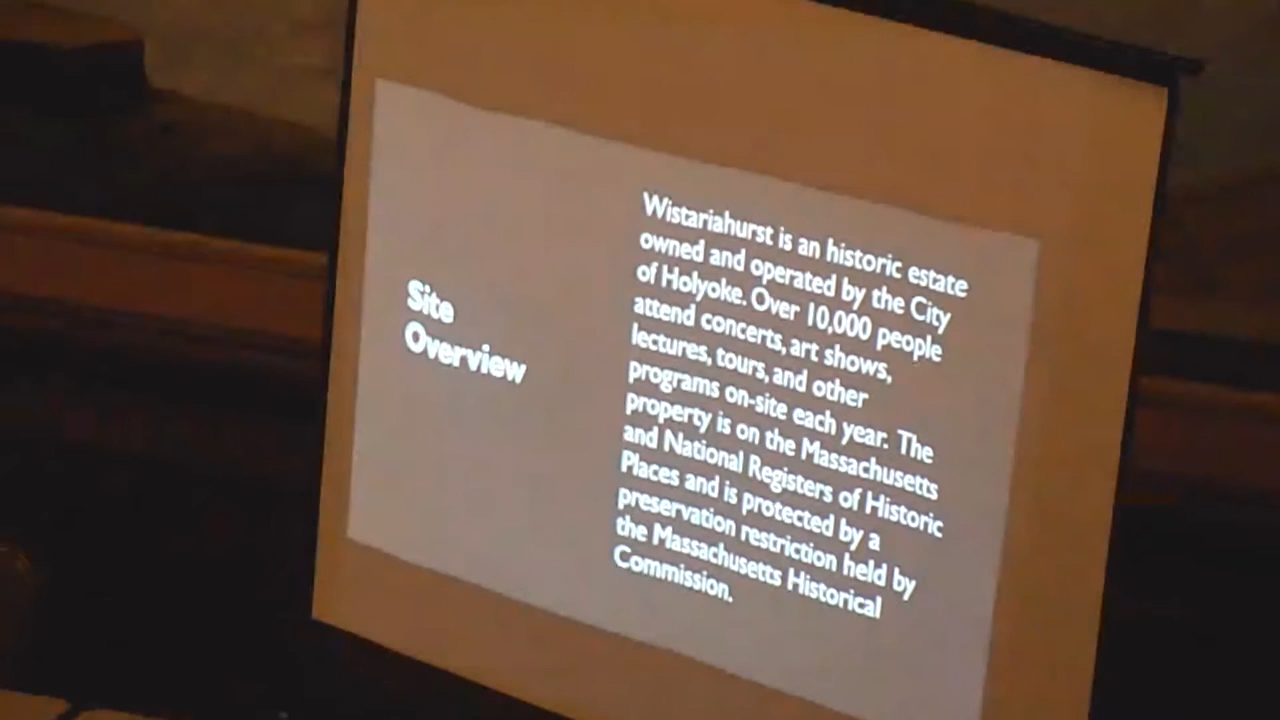 Site
Overview
Wistariahurst is an historic estate
owned and operated by the City
of Holyoke. Over 10,000 people
attend concerts, art shows,
lectures, tours, and other
programs on-site each year. The
property is on the Massachusetts
and National Registers of Historic
Places and is protected by a
preservation restriction held by
the Massachusetts Historical
Commission.